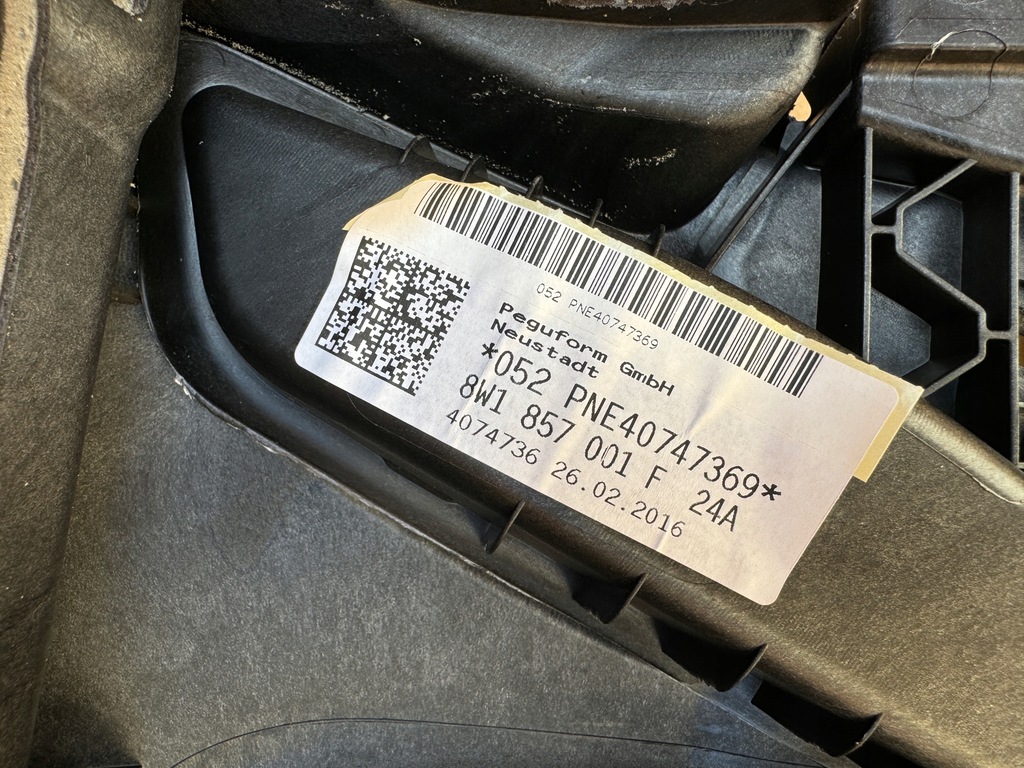 052 PNE40747369
Peguform GmbH
Neustadt
*052 PNE40747369*
8W1 857 001 F 24A
4074736 26.02.2016